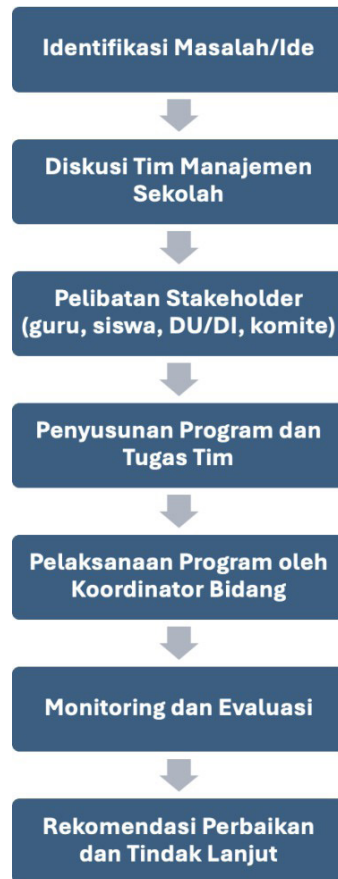 Identifikasi Masalah/Ide
Diskusi Tim Manajemen
Sekolah
Pelibatan Stakeholder
(guru, siswa, DU/DI, komite)
Penyusunan Program dan
Tugas Tim
Pelaksanaan Program oleh
Koordinator Bidang
Monitoring dan Evaluasi
Rekomendasi Perbaikan
dan Tindak Lanjut